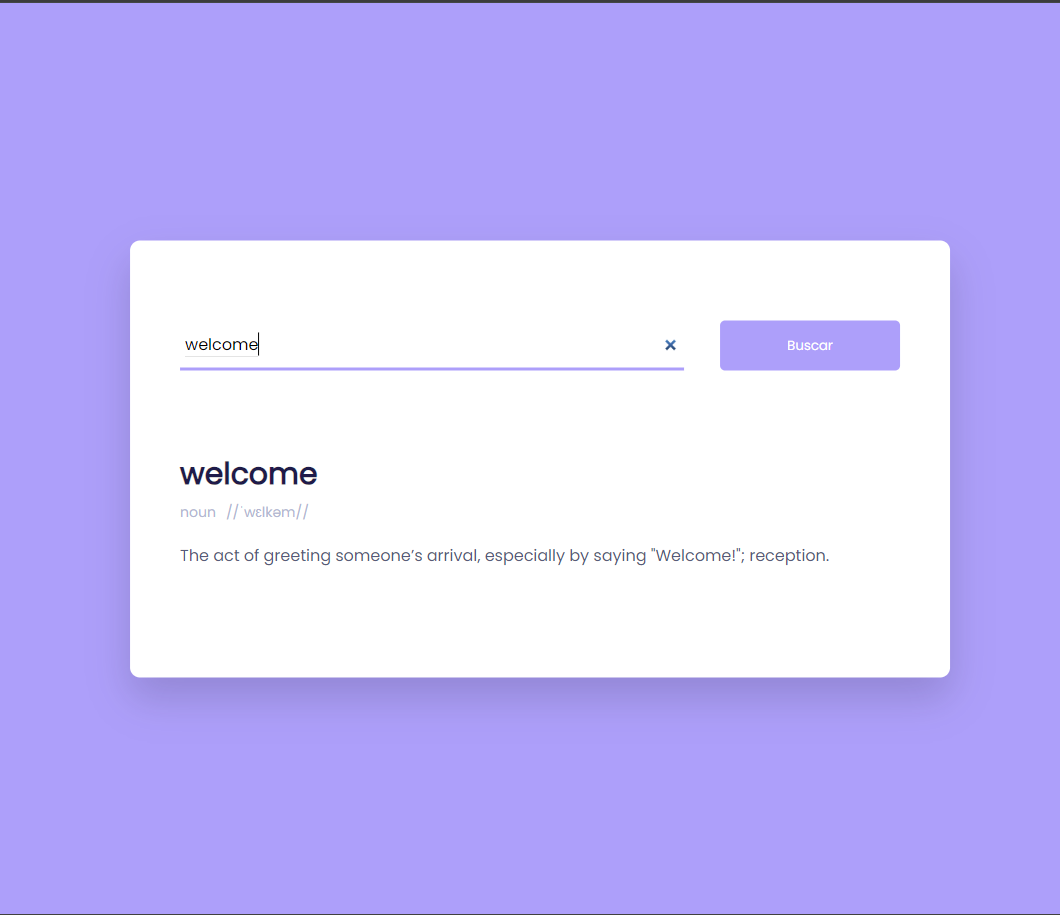 welcome
Buscar
welcome
noun //ˈwɛlkəm//
The act of greeting someone’s arrival, especially by saying "Welcome!"; reception.